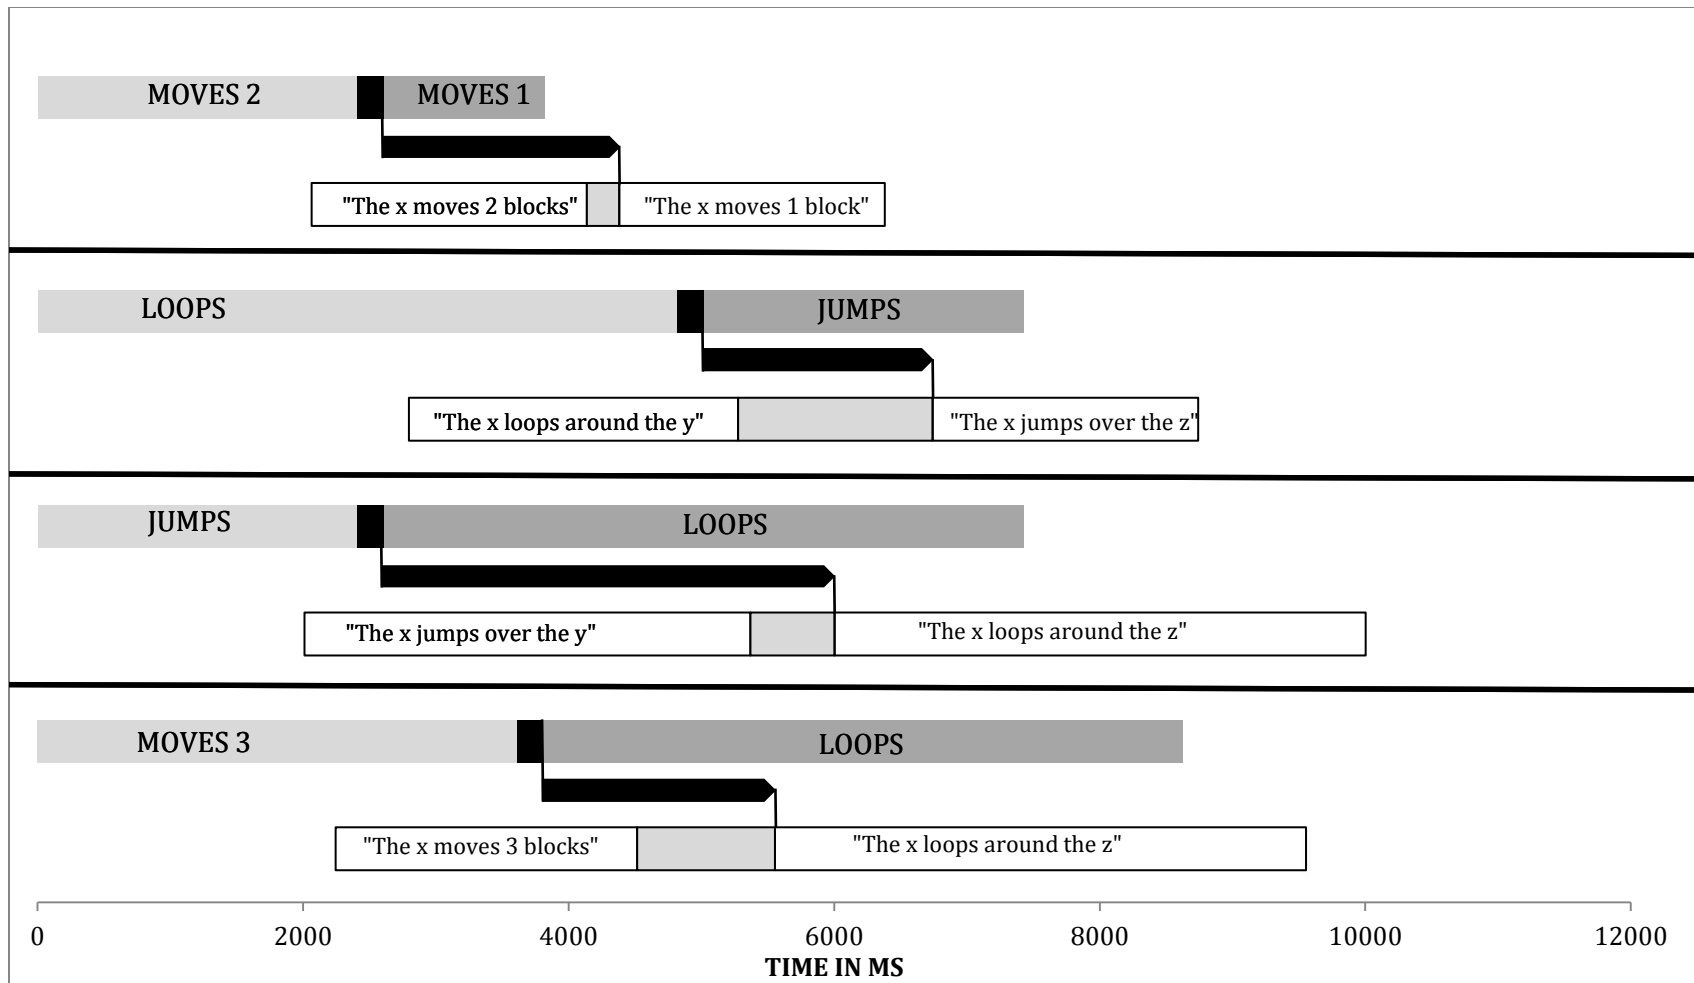 MOVES 2 MOVES 1
"The x moves 2 blocks" "The x moves 1 block"
LOOPS JUMPS
"The x loops around the y" "The x jumps over the z"
JUMPS LOOPS
"The x jumps over the y" "The x loops around the z"
MOVES 3 LOOPS
"The x moves 3 blocks" "The x loops around the z"
0 2000 4000 6000 8000 10000 12000
TIME IN MS